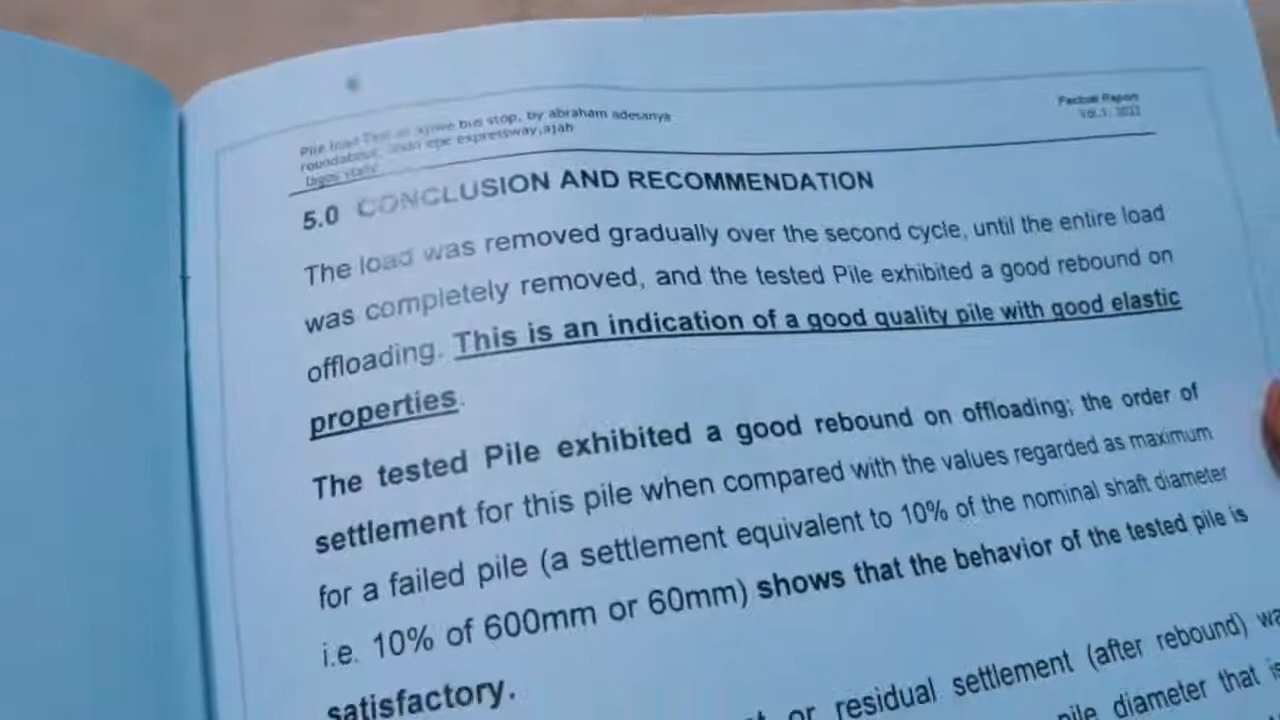 Pile load Test at ajiwe bus stop, by abraham adesanya
roundabout, expressway,ajah
lagos state
Factual Report
Vol.1: 2022
5.0 CONCLUSION AND RECOMMENDATION
The load was removed gradually over the second cycle, until the entire load
was completely removed, and the tested Pile exhibited a good rebound on
offloading. This is an indication of a good quality pile with good elastic
properties.
The tested Pile exhibited a good rebound on offloading; the order of
settlement for this pile when compared with the values regarded as maximum
for a failed pile (a settlement equivalent to 10% of the nominal shaft diameter
i.e. 10% of 600mm or 60mm) shows that the behavior of the tested pile is
satisfactory.
or residual settlement (after rebound)
pile diameter that